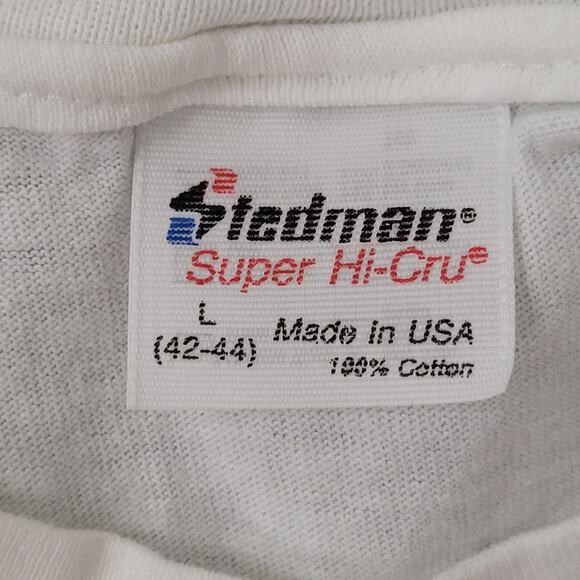 Stedman®
Super Hi-Cru®
L
(42-44)
Made in USA
100% Cotton